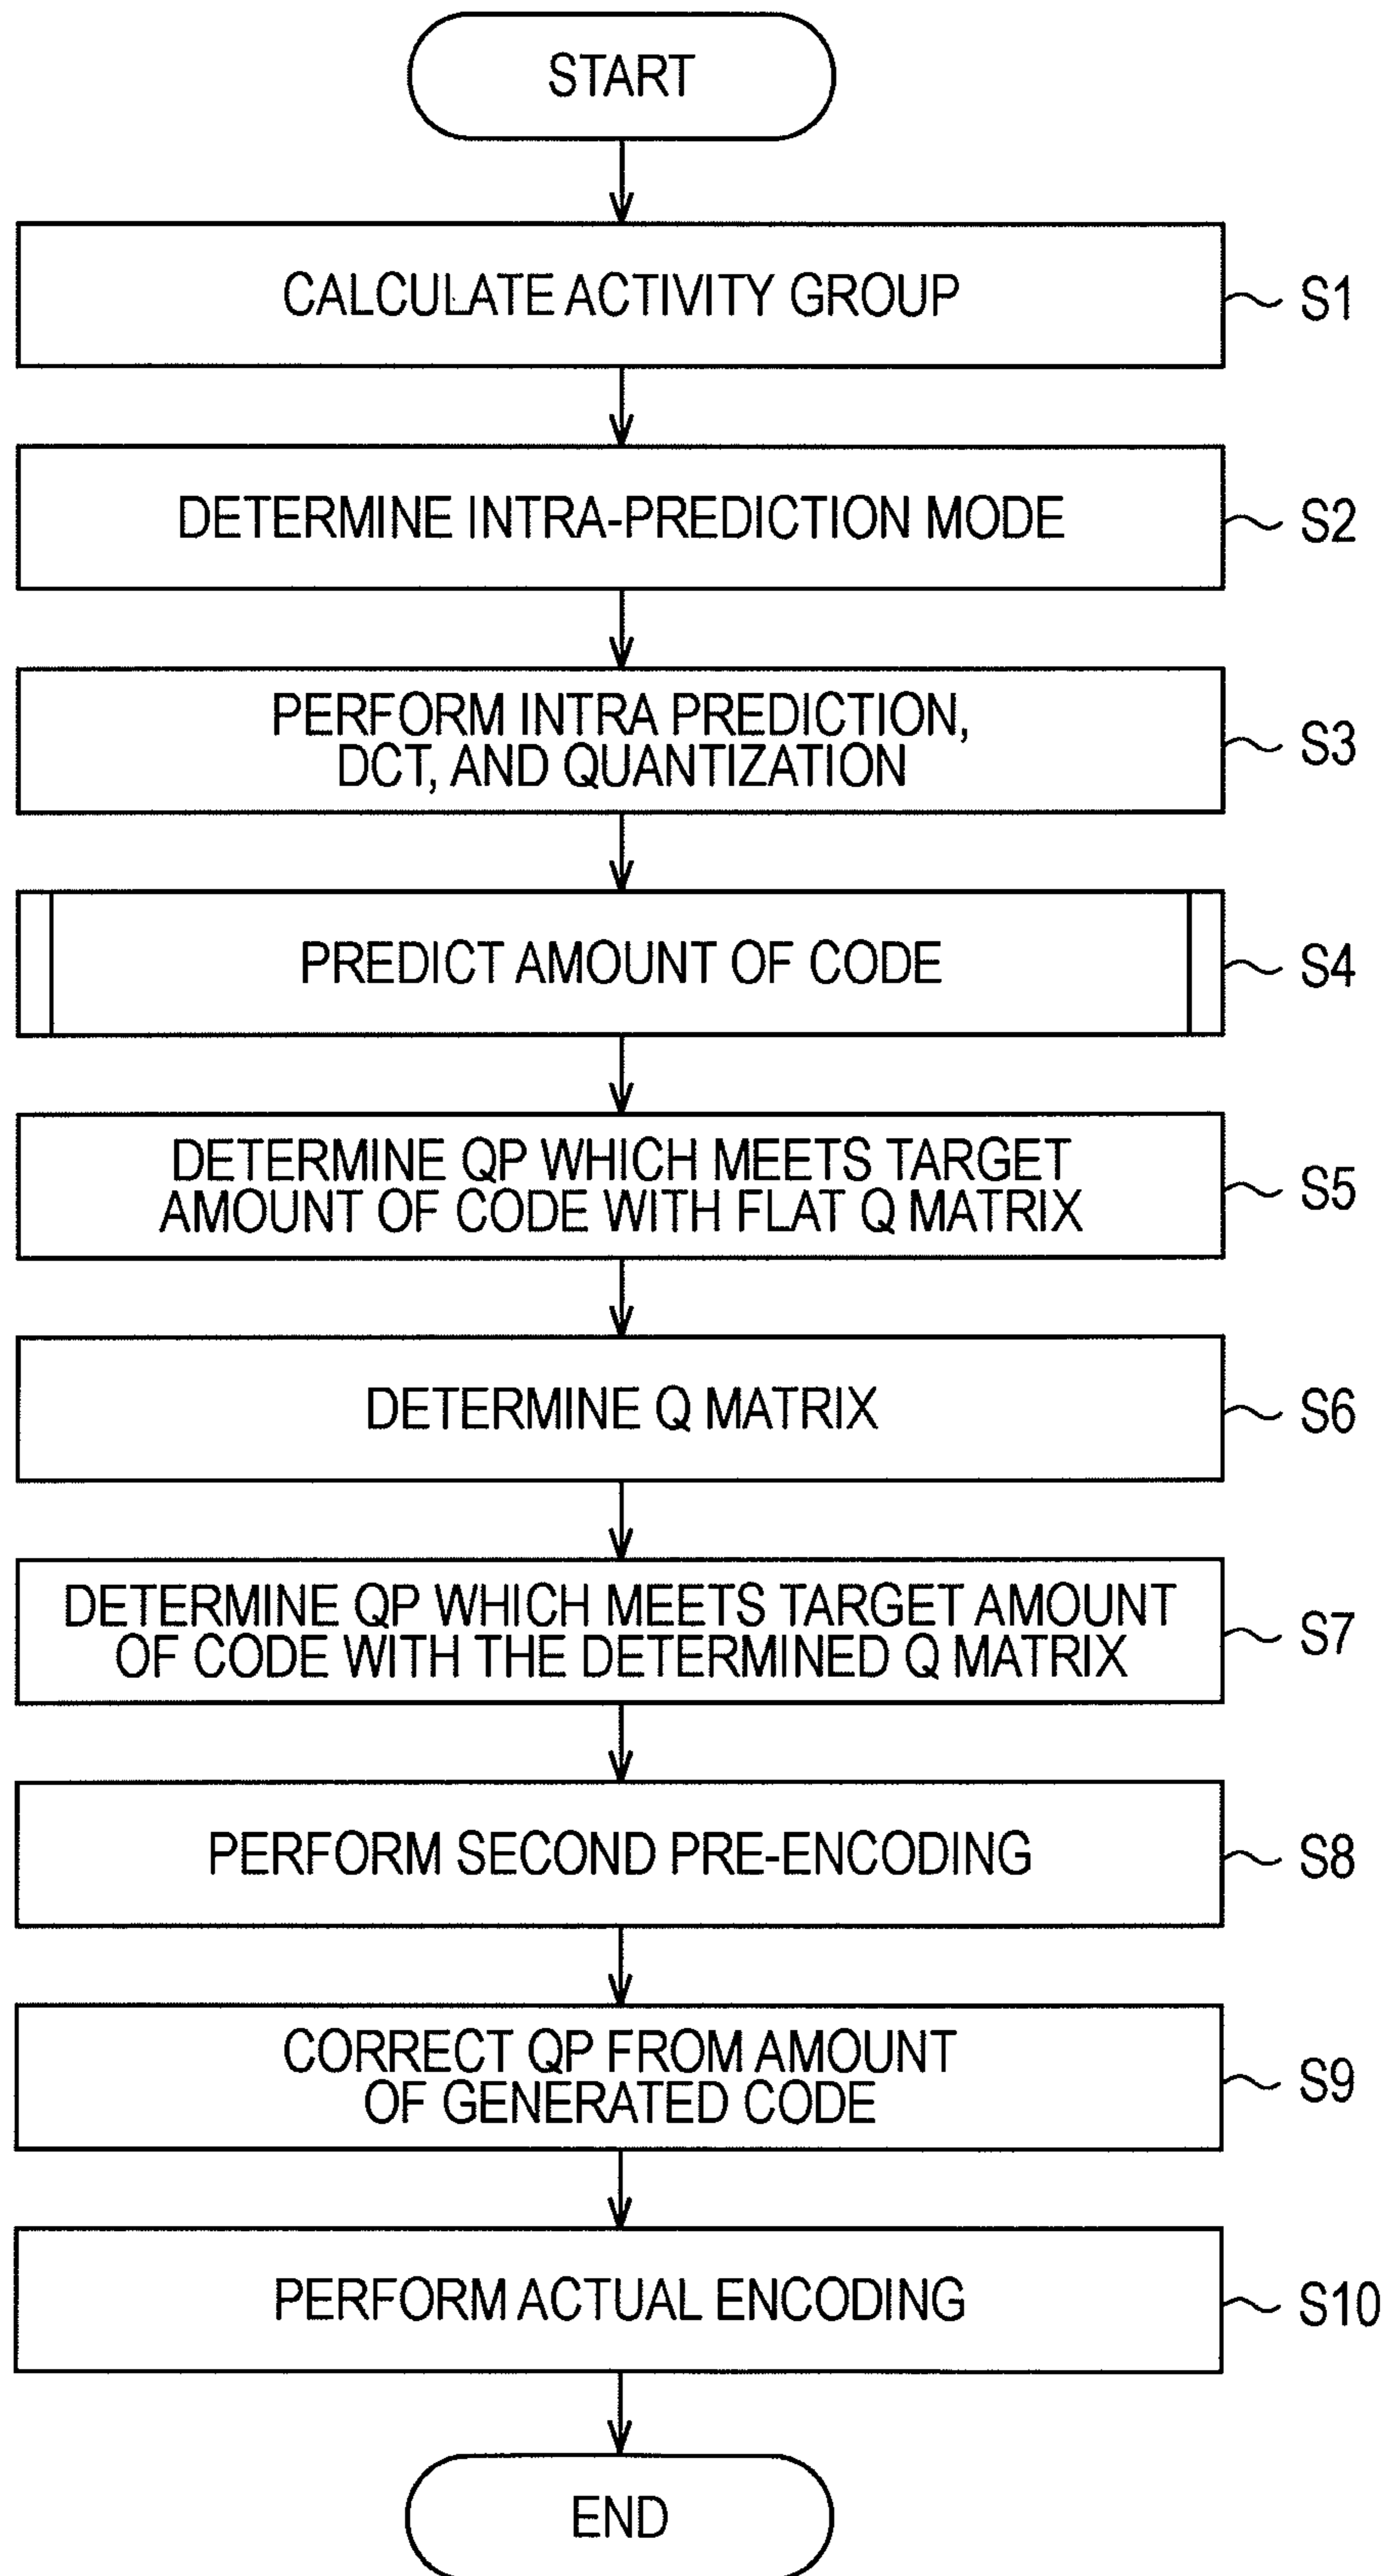 START
CALCULATE ACTIVITY GROUP
S1
DETERMINE INTRA-PREDICTION MODE
S2
PERFORM INTRA PREDICTION,
DCT, AND QUANTIZATION
S3
PREDICT AMOUNT OF CODE
S4
DETERMINE QP WHICH MEETS TARGET
AMOUNT OF CODE WITH FLAT Q MATRIX
S5
DETERMINE Q MATRIX
S6
DETERMINE QP WHICH MEETS TARGET AMOUNT
OF CODE WITH THE DETERMINED Q MATRIX
S7
PERFORM SECOND PRE-ENCODING
S8
CORRECT QP FROM AMOUNT
OF GENERATED CODE
S9
PERFORM ACTUAL ENCODING
S10
END